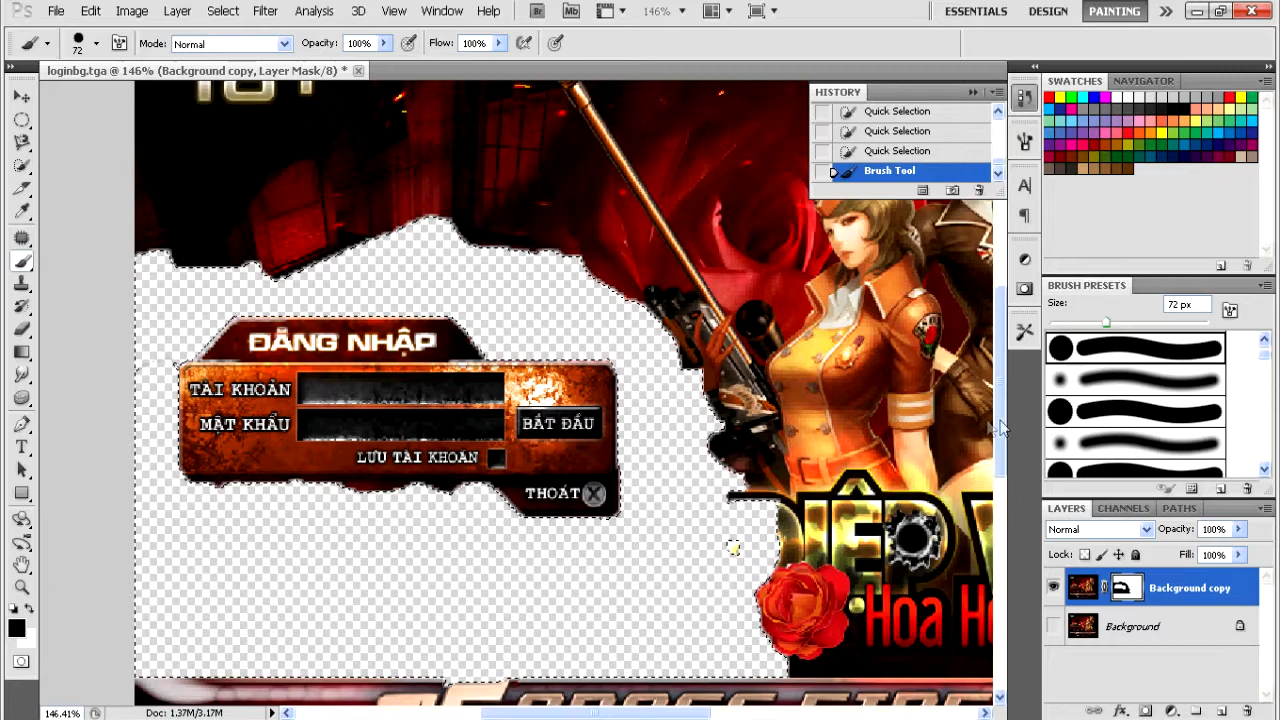 Ps File Edit Image Layer Select Filter Analysis 3D View Window Help Br Mb 146% ESSENTIALS DESIGN PAINTING
72 Mode: Normal Opacity: 100% Flow: 100%
loginbg.tga @ 146% (Background copy, Layer Mask/8) *
HISTORY
Quick Selection
Quick Selection
Quick Selection
Brush Tool
SWATCHES NAVIGATOR
BRUSH PRESETS
Size: 72 px
LAYERS CHANNELS PATHS
Normal Opacity: 100%
Lock: Fill: 100%
Background copy
Background
ĐĂNG NHẬP
TÀI KHOẢN
MẬT KHẨU
BẮT ĐẦU
LƯU TÀI KHOẢN
THOÁT
ĐIỆP
Hoa H
146.41% Doc: 1.37M/3.17M